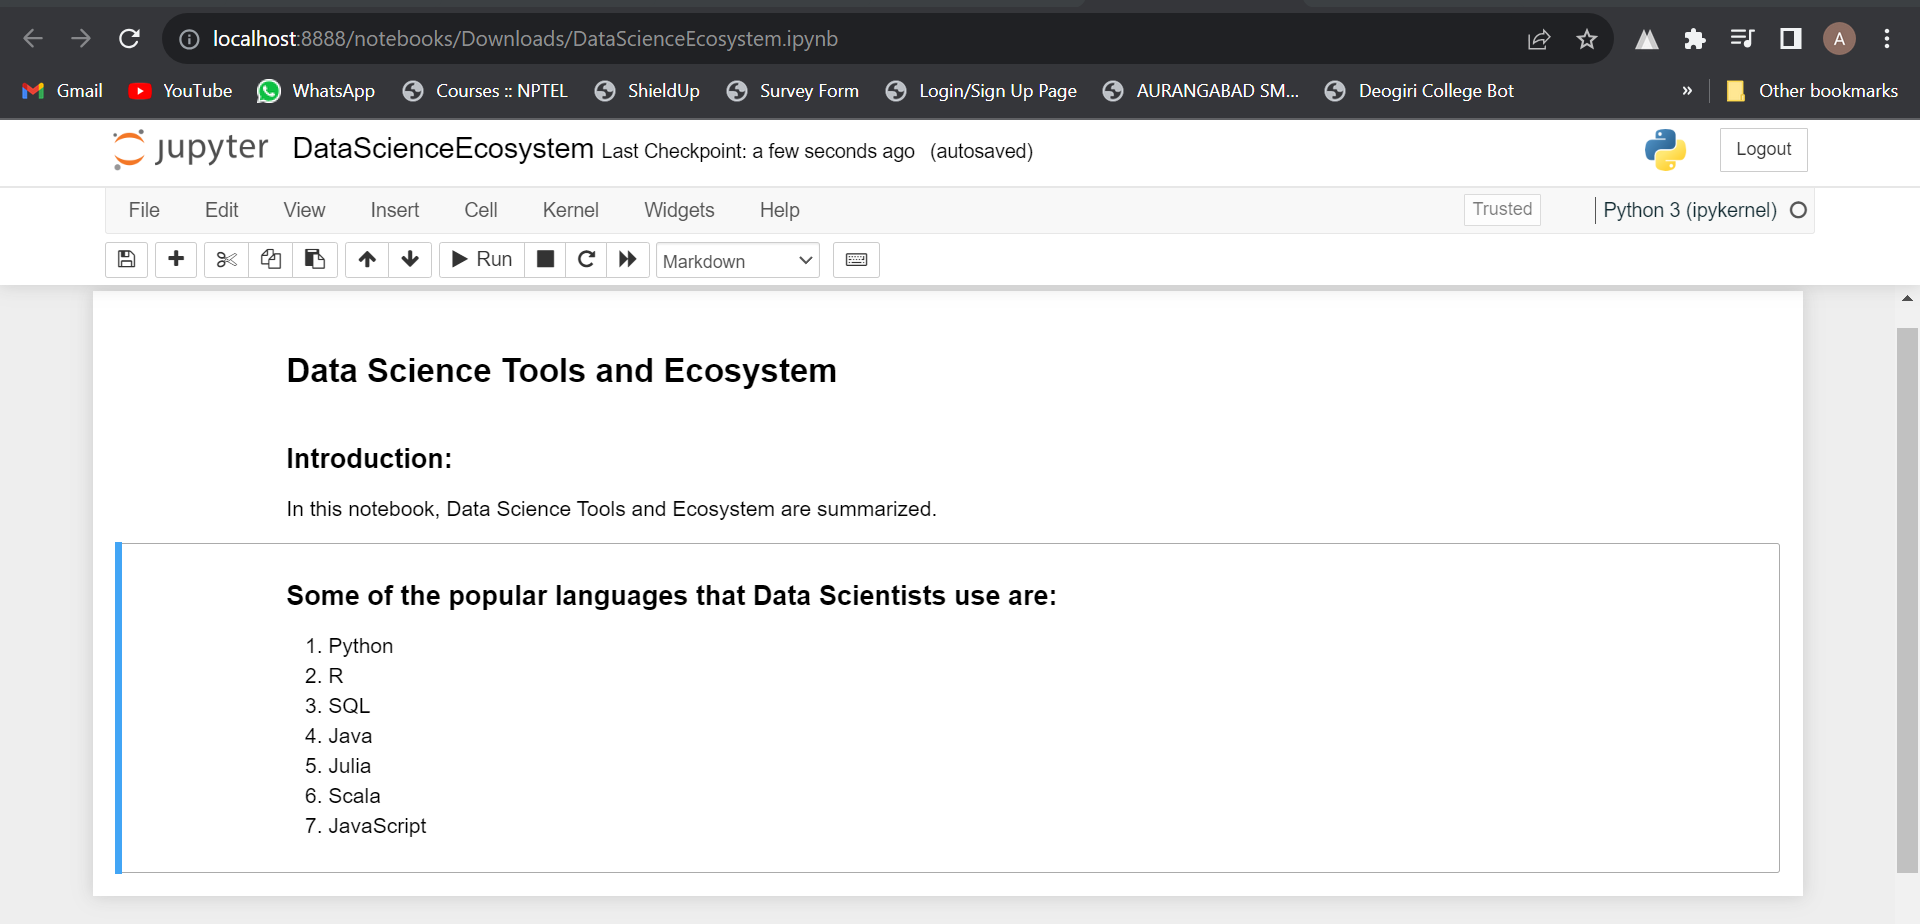 localhost:8888/notebooks/Downloads/DataScienceEcosystem.ipynb A
Gmail YouTube WhatsApp Courses :: NPTEL ShieldUp Survey Form Login/Sign Up Page AURANGABAD SM... Deogiri College Bot » Other bookmarks
jupyter DataScienceEcosystem Last Checkpoint: a few seconds ago (autosaved) Logout
File Edit View Insert Cell Kernel Widgets Help Trusted Python 3 (ipykernel)
Run Markdown
Data Science Tools and Ecosystem
Introduction:
In this notebook, Data Science Tools and Ecosystem are summarized.
Some of the popular languages that Data Scientists use are:
1. Python
2. R
3. SQL
4. Java
5. Julia
6. Scala
7. JavaScript